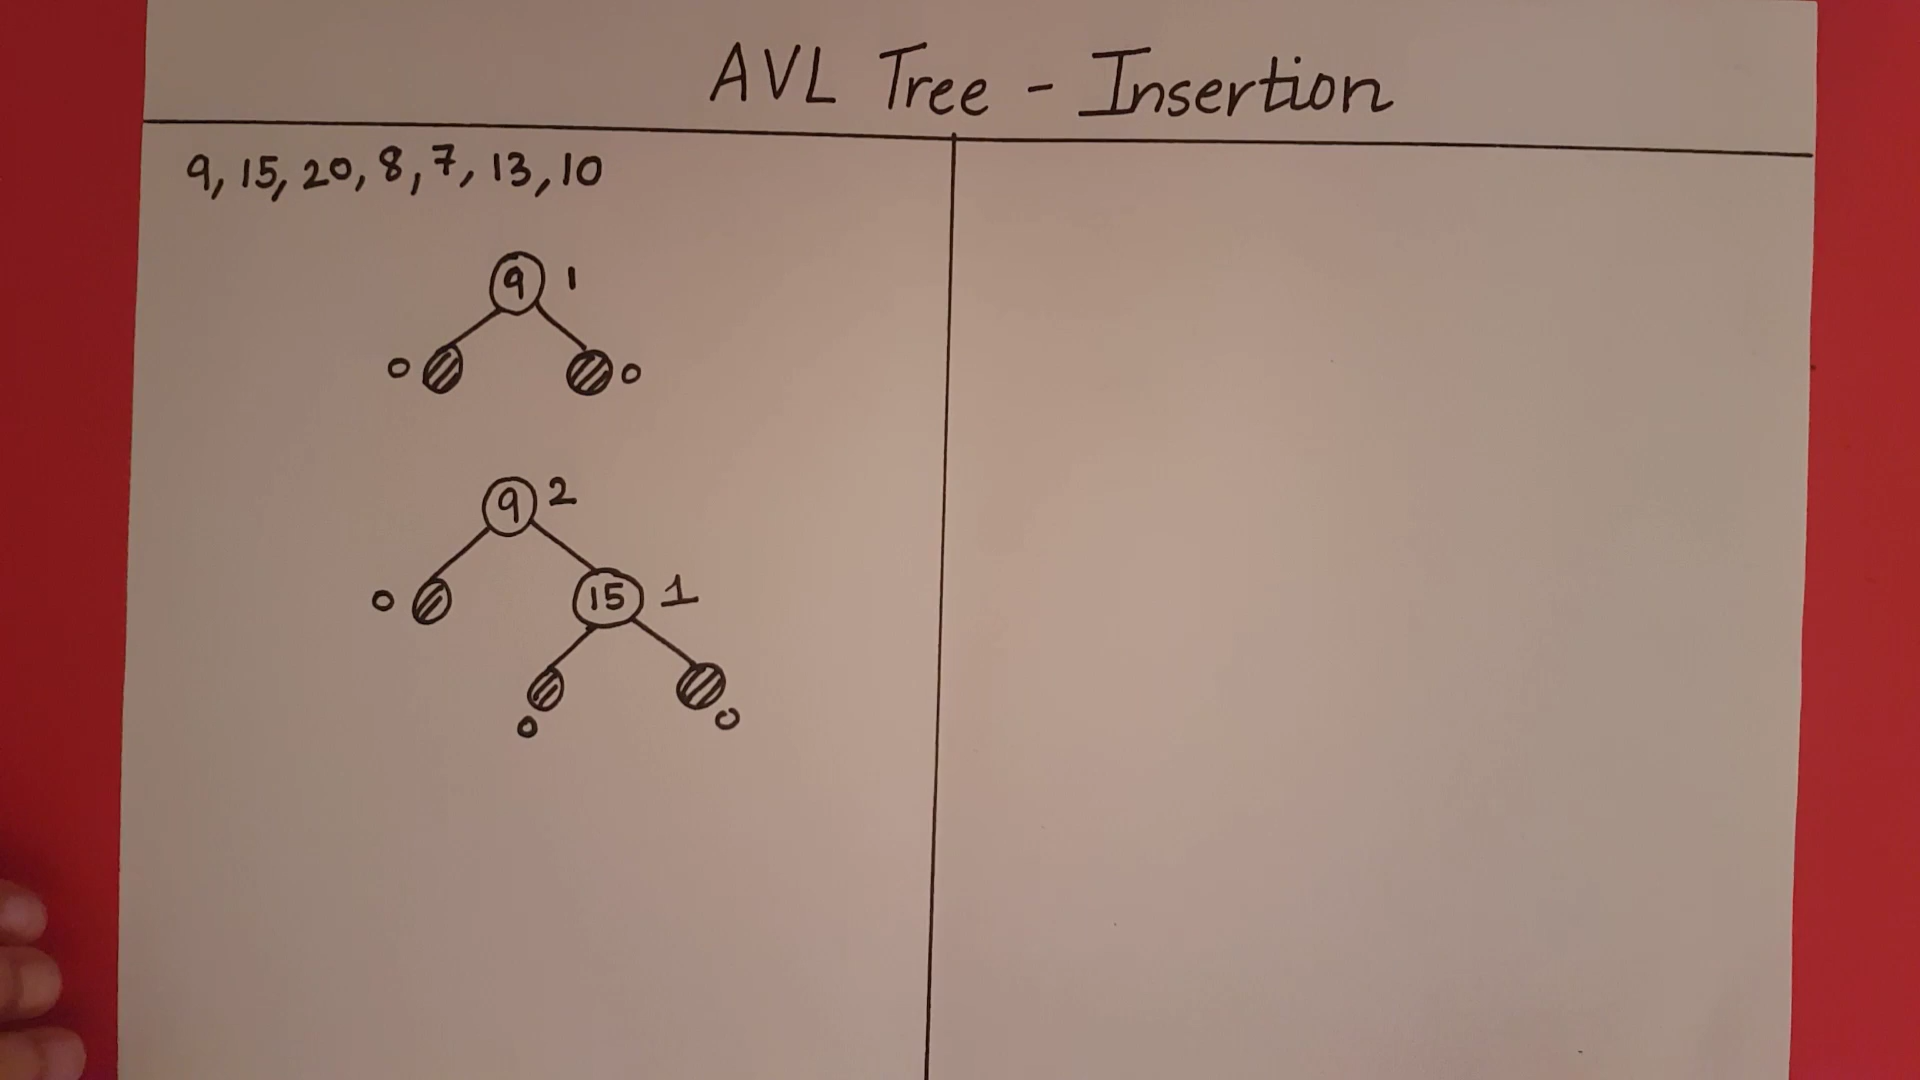 AVL Tree - Insertion
9, 15, 20, 8, 7, 13, 10
9 1
0 0
9 2
0 15 1
0 0